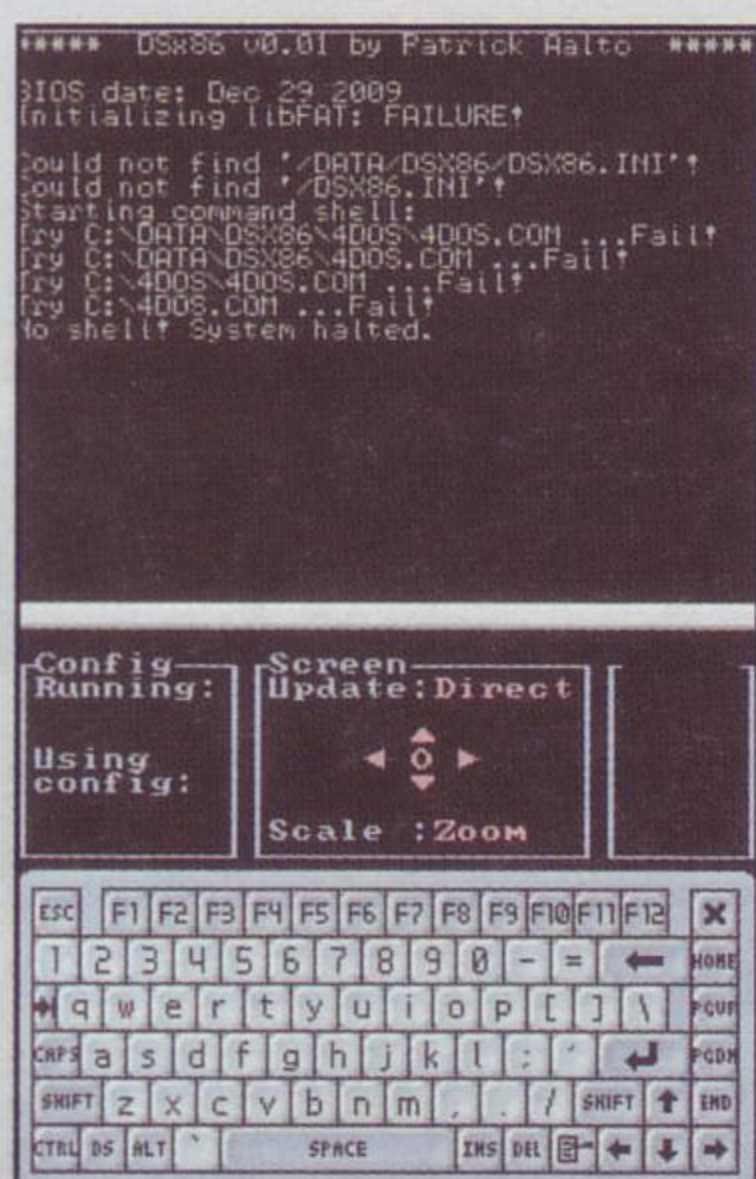 ***** DSx86 v0.01 by Patrick Aalto *****
BIOS date: Dec 29 2009
Initializing libFAT: FAILURE!
Could not find '/DATA/DSX86/DSX86.INI'!
Could not find '/DSX86.INI'!
Starting command shell:
Try C:\DATA\DSX86\4DOS\4DOS.COM ...Fail!
Try C:\DATA\DSX86\4DOS.COM ...Fail!
Try C:\4DOS\4DOS.COM ...Fail!
Try C:\4DOS.COM ...Fail!
No shell! System halted.
Config Screen
Running: Update:Direct
Using
config:
Scale :Zoom
ESC F1 F2 F3 F4 F5 F6 F7 F8 F9 F10 F11 F12 X
1 2 3 4 5 6 7 8 9 0 - = ← HOME
q w e r t y u i o p [ ] \ PGUP
CAPS a s d f g h j k l ; ' PGDN
SHIFT z x c v b n m , . / SHIFT ↑ END
CTRL DS ALT ` SPACE INS DEL ← ↓ →